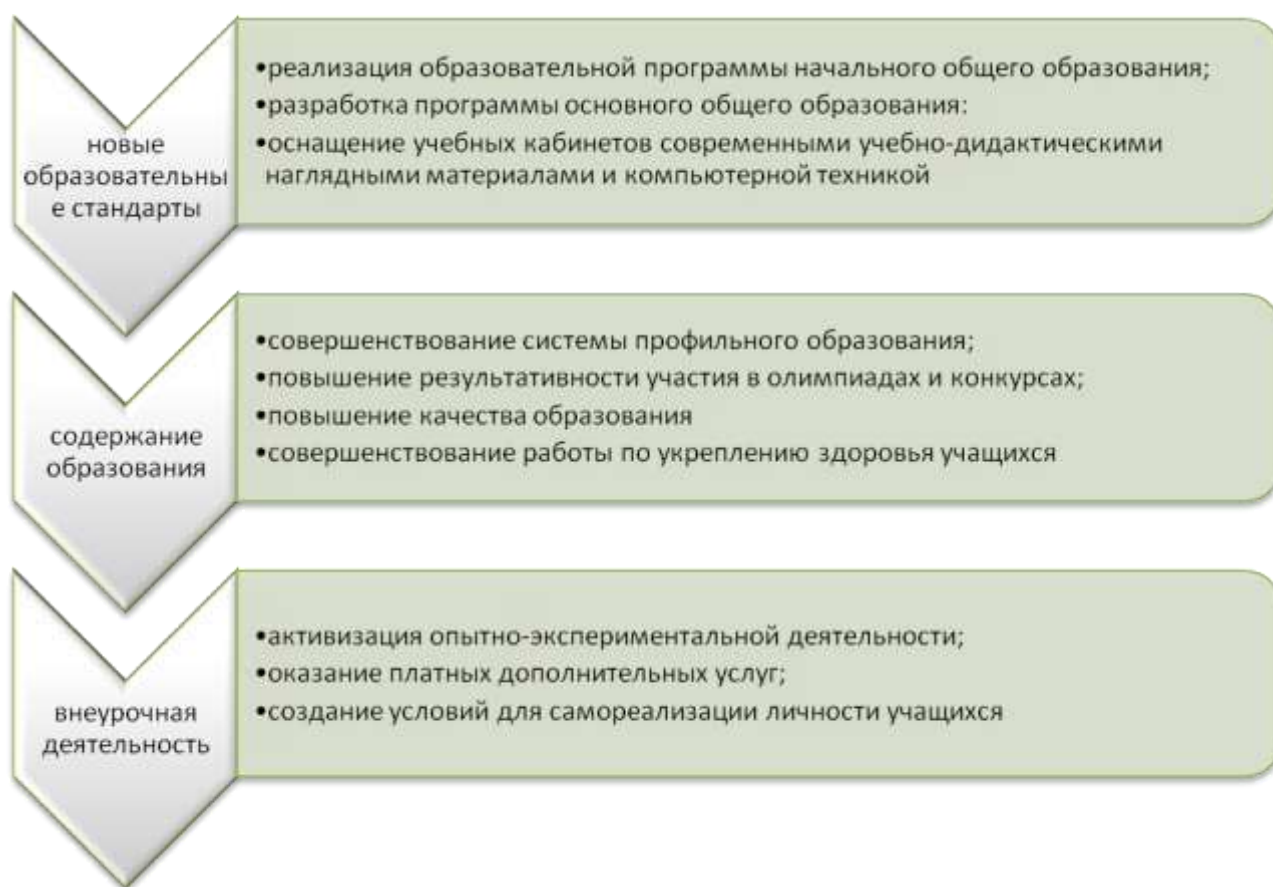 новые
образовательны
е стандарты
•реализация образовательной программы начального общего образования;
•разработка программы основного общего образования:
•оснащение учебных кабинетов современными учебно-дидактическими
наглядными материалами и компьютерной техникой
содержание
образования
•совершенствование системы профильного образования;
•повышение результативности участия в олимпиадах и конкурсах;
•повышение качества образования
•совершенствование работы по укреплению здоровья учащихся
внеурочная
деятельность
•активизация опытно-экспериментальной деятельности;
•оказание платных дополнительных услуг;
•создание условий для самореализации личности учащихся